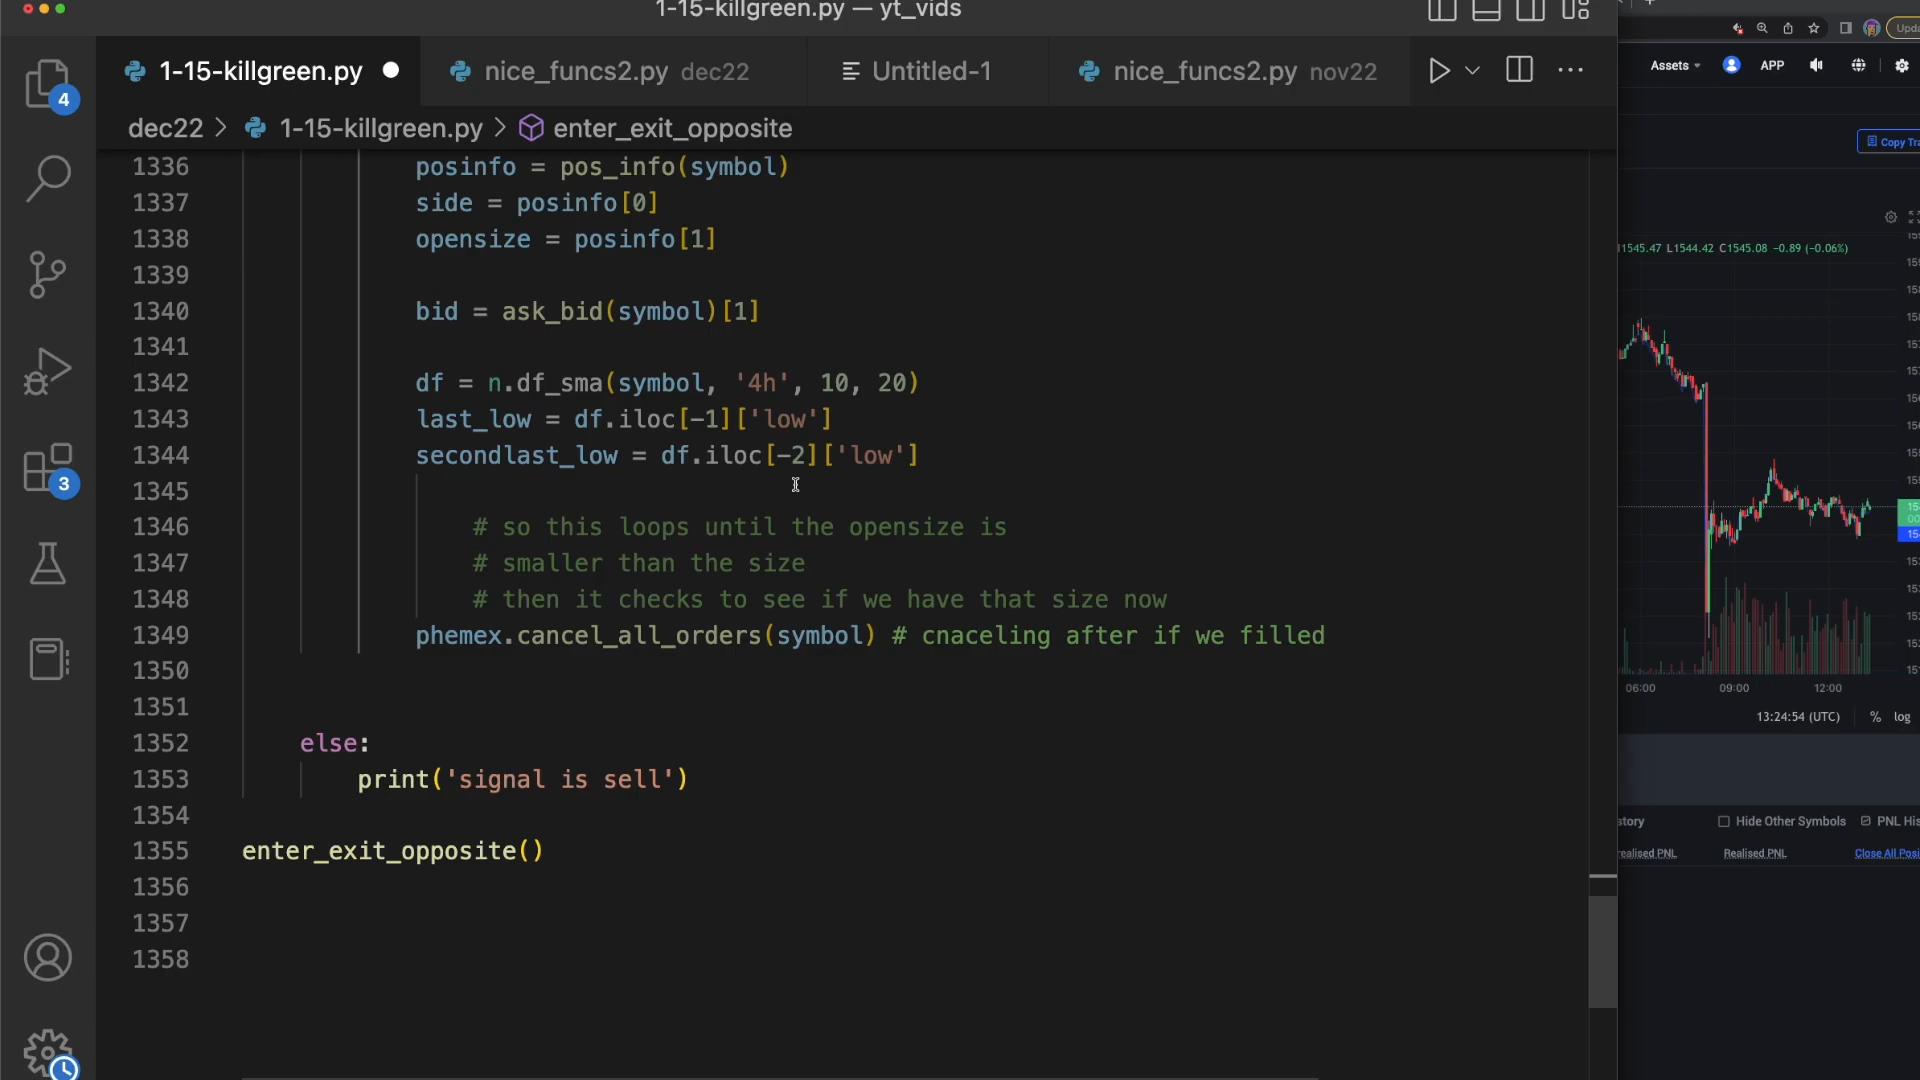 1-15-killgreen.py — yt_vids
1-15-killgreen.py
nice_funcs2.py dec22
Untitled-1
nice_funcs2.py nov22
4
dec22 > 1-15-killgreen.py > enter_exit_opposite
1336 posinfo = pos_info(symbol)
1337 side = posinfo[0]
1338 opensize = posinfo[1]
1339
1340 bid = ask_bid(symbol)[1]
1341
1342 df = n.df_sma(symbol, '4h', 10, 20)
1343 last_low = df.iloc[-1]['low']
1344 secondlast_low = df.iloc[-2]['low']
1345
1346 # so this loops until the opensize is
1347 # smaller than the size
1348 # then it checks to see if we have that size now
1349 phemex.cancel_all_orders(symbol) # cnaceling after if we filled
1350
1351
1352 else:
1353 print('signal is sell')
1354
1355 enter_exit_opposite()
1356
1357
1358
3
Assets
APP
Copy Tra
1545.47 L1544.42 C1545.08 -0.89 (-0.06%)
06:00 09:00 12:00
13:24:54 (UTC) % log
story Hide Other Symbols PNL His
realised PNL Realised PNL Close All Posi